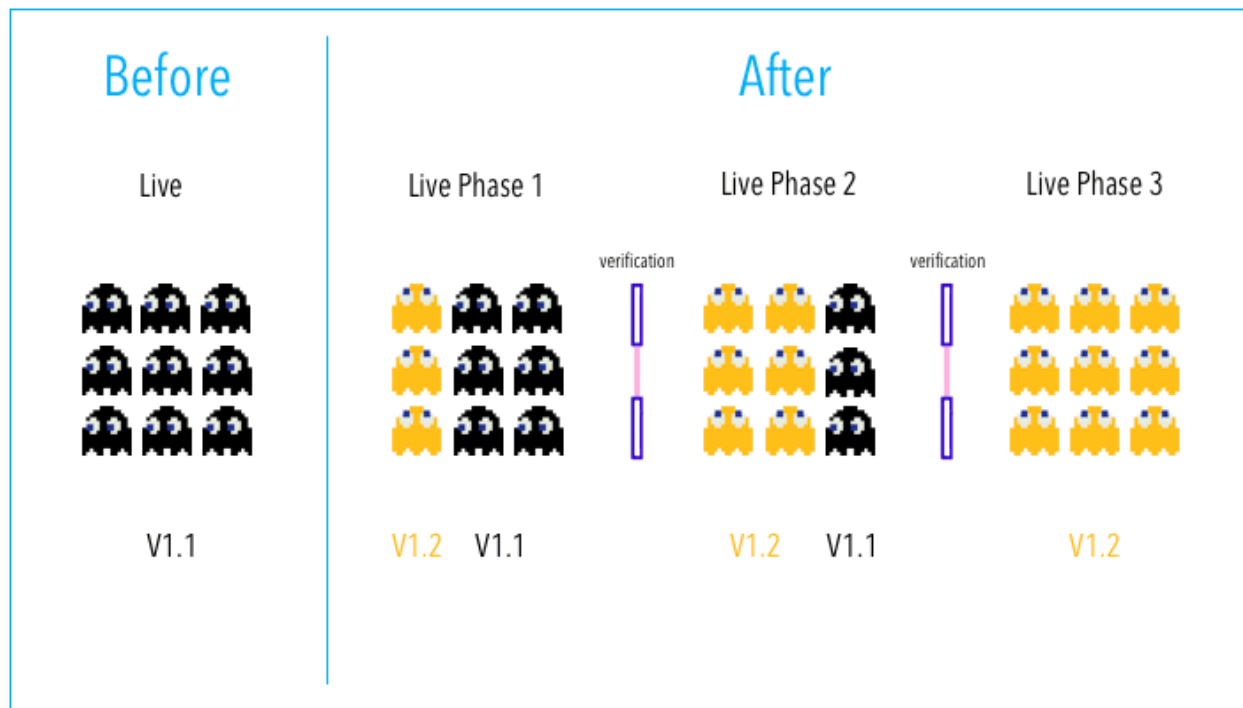 Before
After
Live
Live Phase 1
Live Phase 2
Live Phase 3
verification
verification
V1.1
V1.2
V1.1
V1.2
V1.1
V1.2